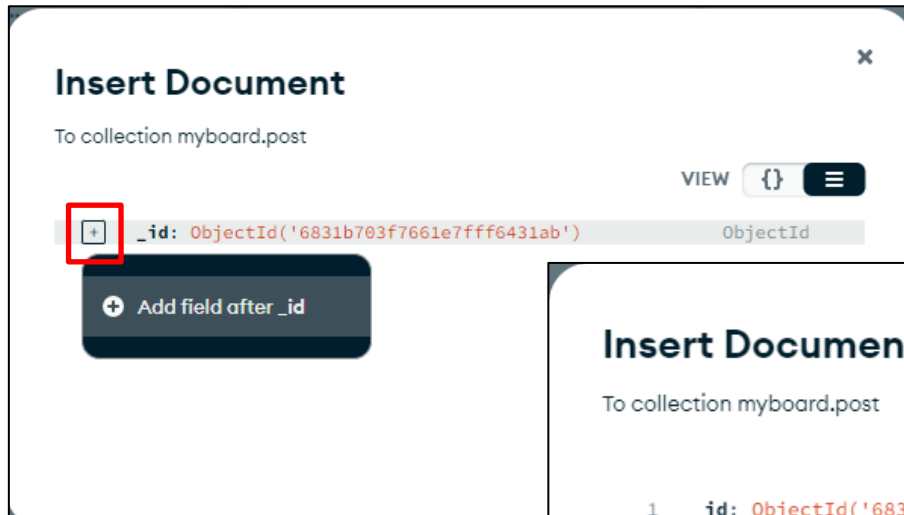 Insert Document
To collection myboard.post
VIEW {}
_id: ObjectId('6831b703f7661e7fff6431ab') ObjectId
Add field after _id
Insert Documen
To collection myboard.post
1 id: ObjectId('683